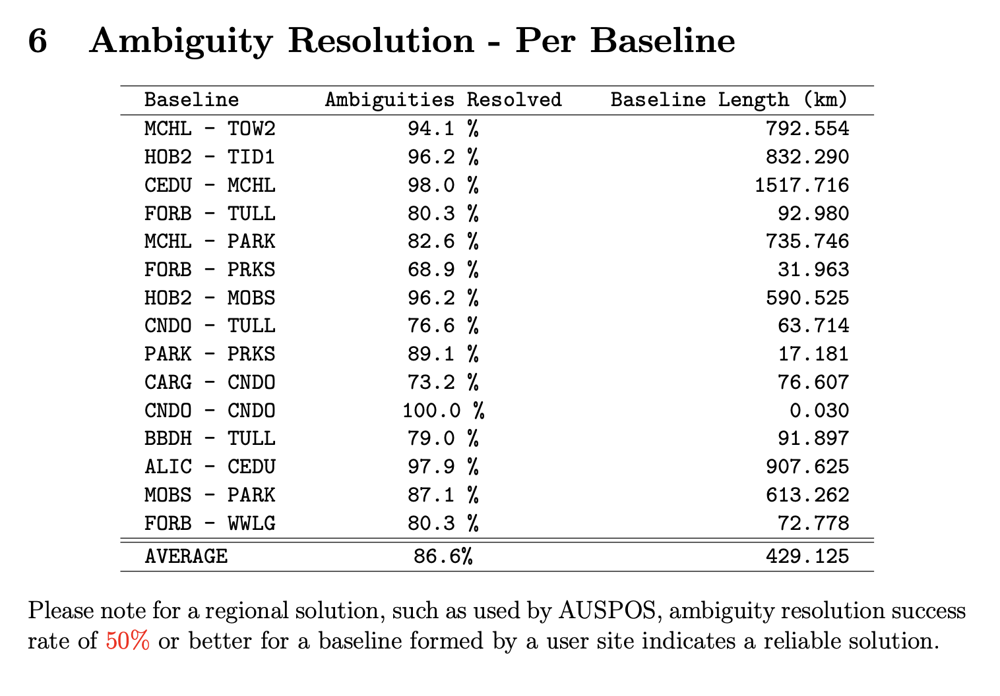 6 Ambiguity Resolution - Per Baseline
Baseline Ambiguities Resolved Baseline Length (km)
MCHL - TOW2 94.1 % 792.554
HOB2 - TID1 96.2 % 832.290
CEDU - MCHL 98.0 % 1517.716
FORB - TULL 80.3 % 92.980
MCHL - PARK 82.6 % 735.746
FORB - PRKS 68.9 % 31.963
HOB2 - MOBS 96.2 % 590.525
CNDO - TULL 76.6 % 63.714
PARK - PRKS 89.1 % 17.181
CARG - CNDO 73.2 % 76.607
CNDO - CNDO 100.0 % 0.030
BBDH - TULL 79.0 % 91.897
ALIC - CEDU 97.9 % 907.625
MOBS - PARK 87.1 % 613.262
FORB - WWLG 80.3 % 72.778
AVERAGE 86.6% 429.125
Please note for a regional solution, such as used by AUSPOS, ambiguity resolution success
rate of 50% or better for a baseline formed by a user site indicates a reliable solution.